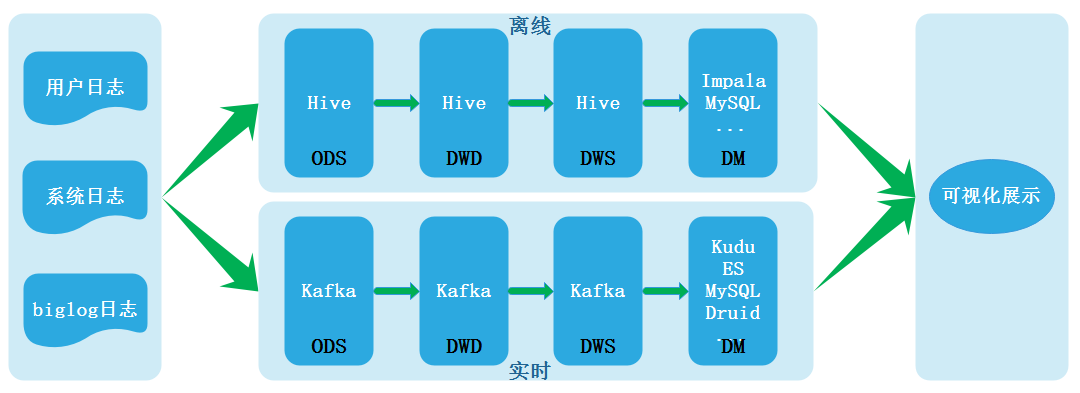 用户日志
系统日志
biglog日志
离线
Hive
ODS
Hive
DWD
Hive
DWS
Impala
MySQL
...
DM
Kafka
ODS
Kafka
DWD
Kafka
DWS
Kudu
ES
MySQL
Druid
.
DM
实时
可视化展示